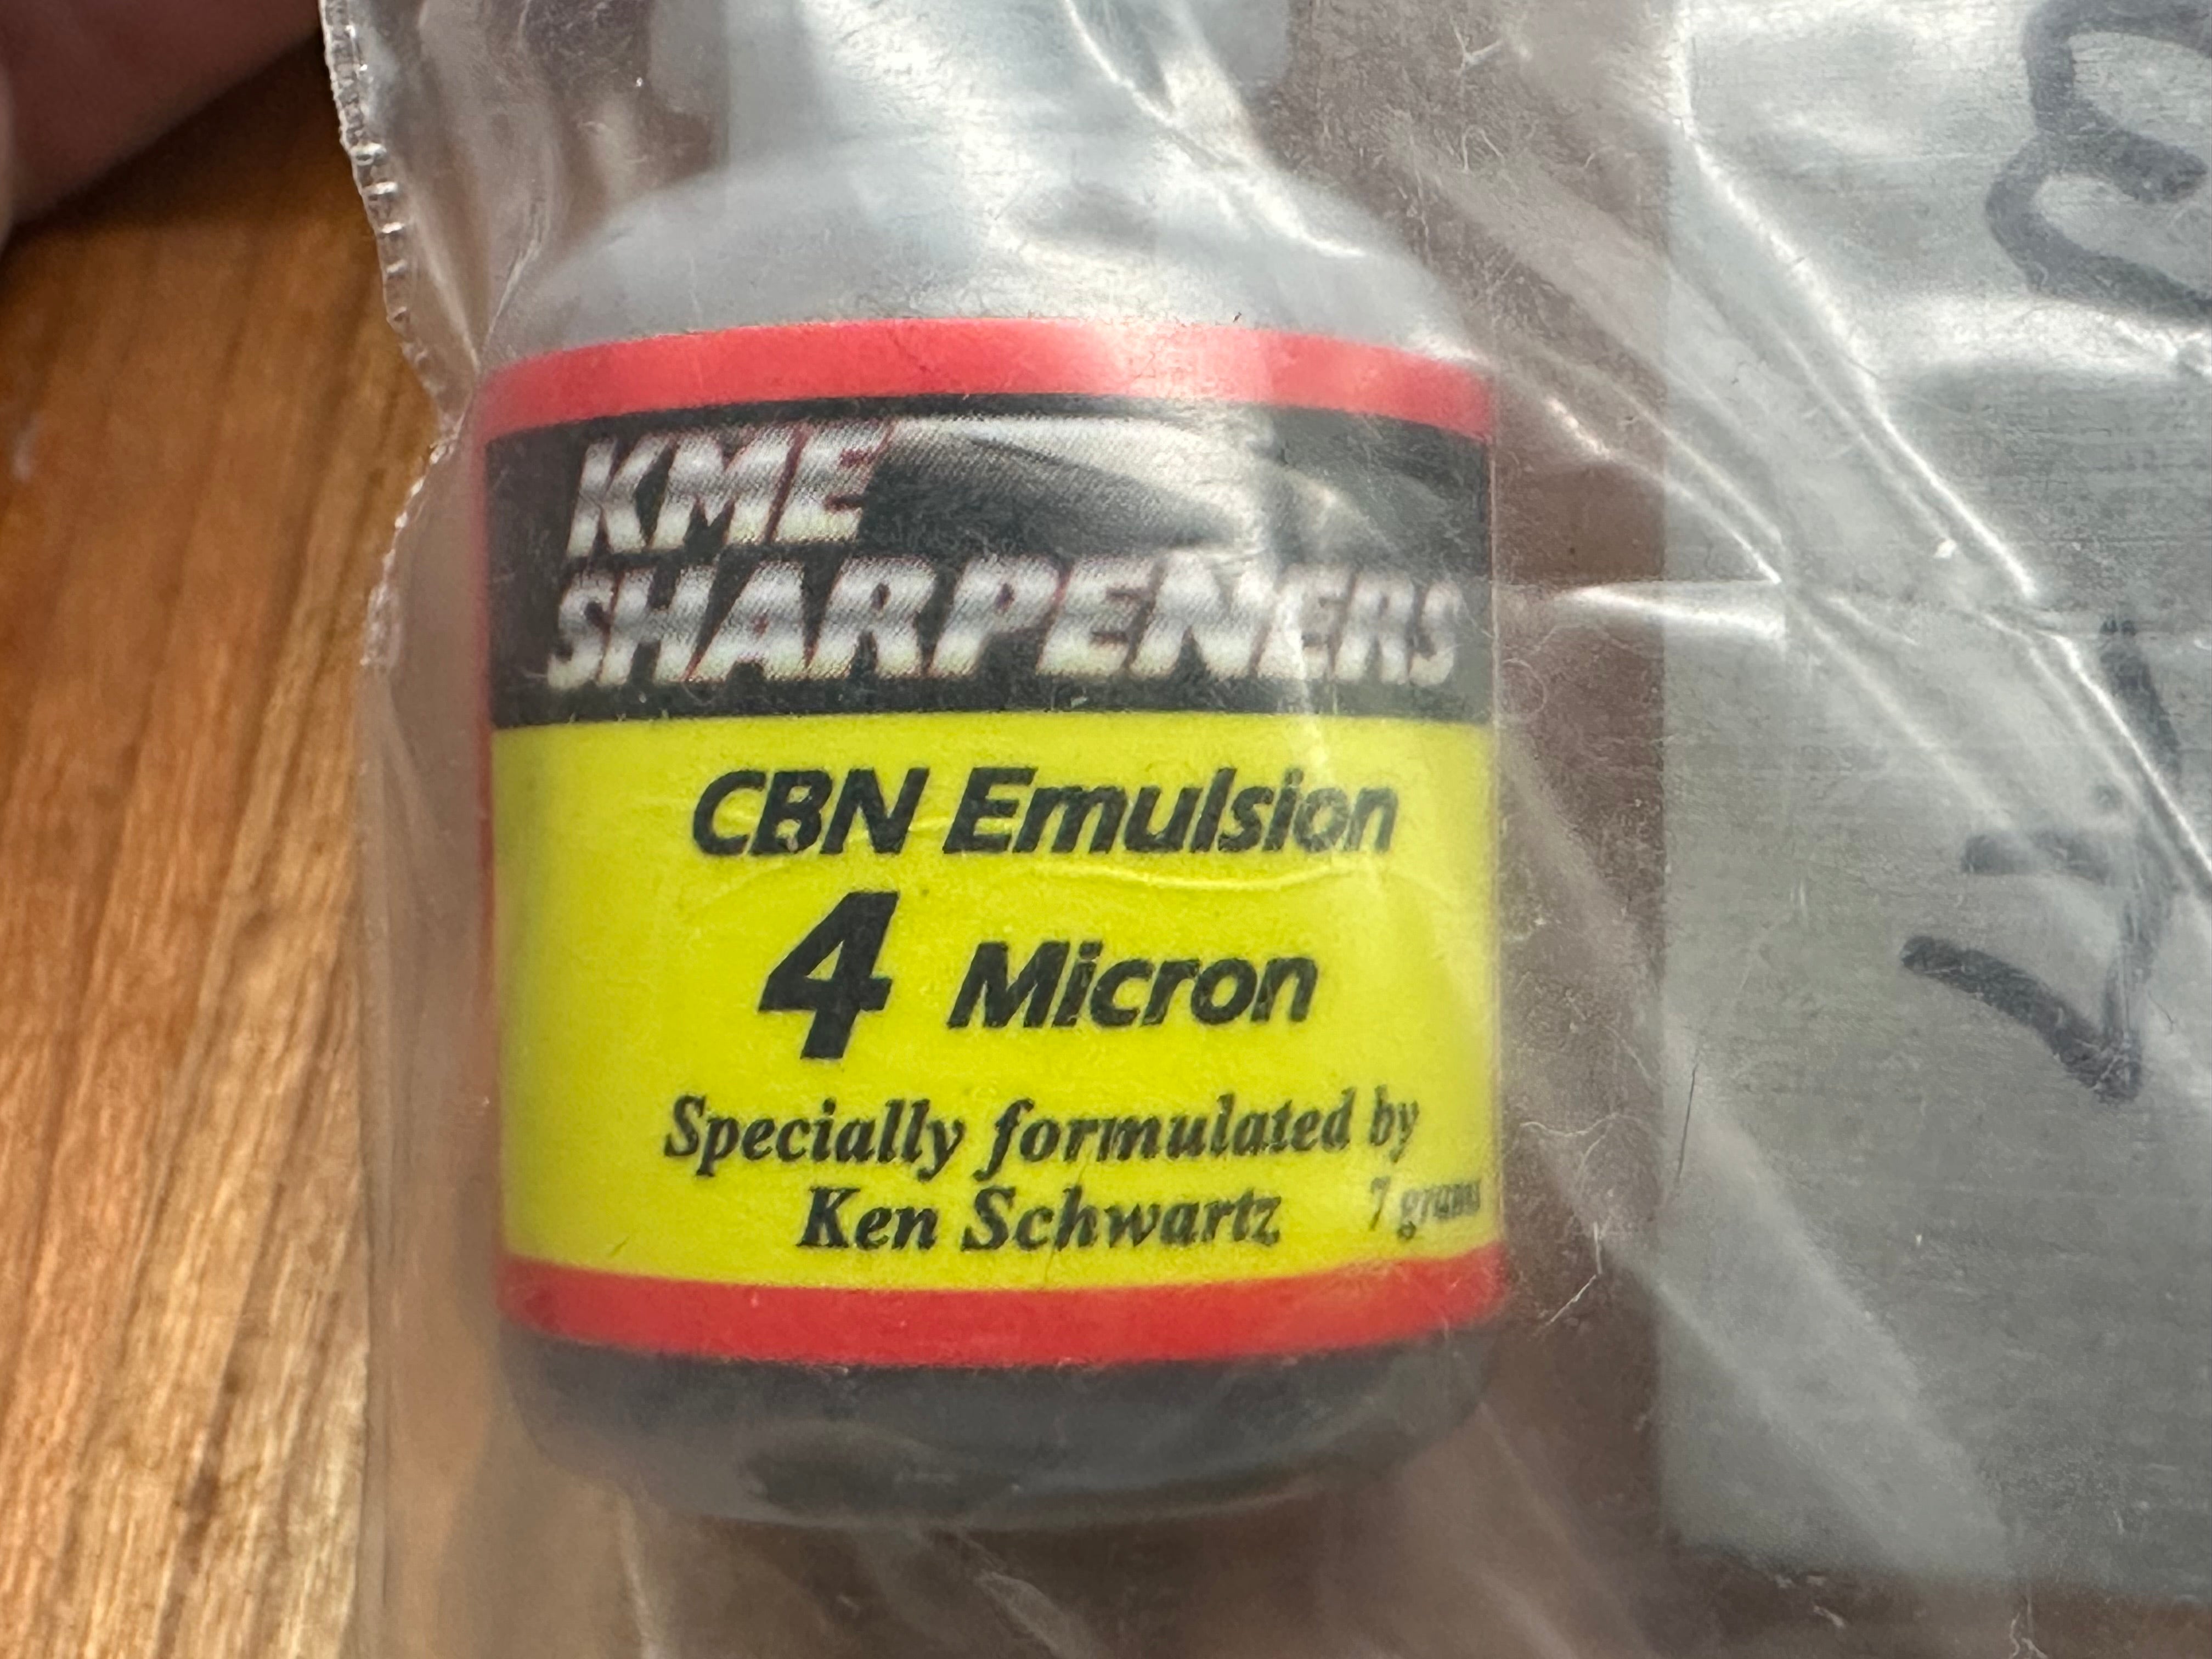 KME
SHARPENERS
CBN Emulsion
4 Micron
Specially formulated by
Ken Schwartz 7 grams